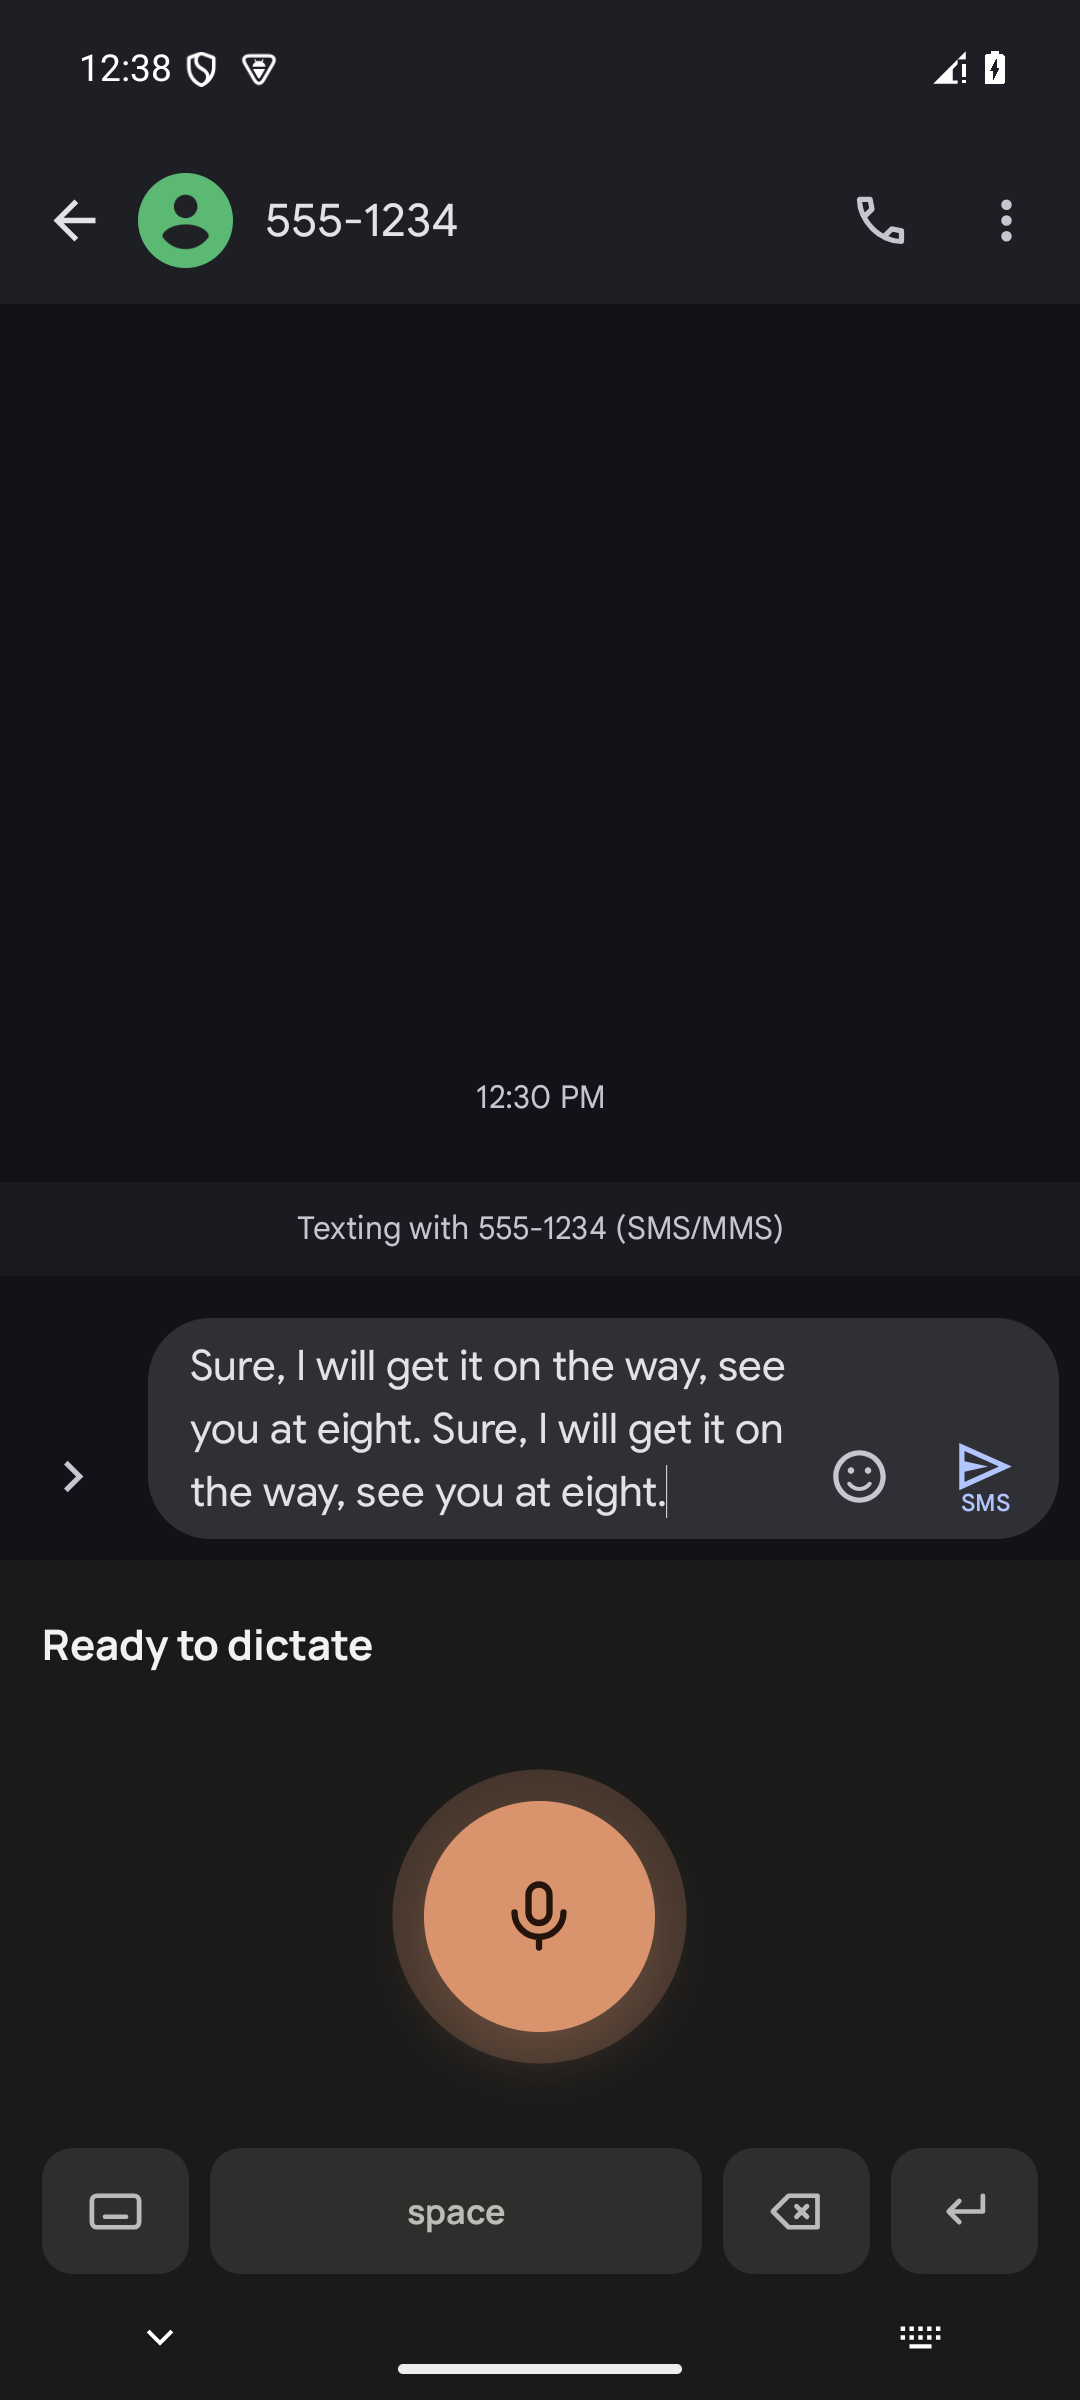 12:38
555-1234
12:30 PM
Texting with 555-1234 (SMS/MMS)
Sure, I will get it on the way, see
you at eight. Sure, I will get it on
the way, see you at eight.
SMS
Ready to dictate
space